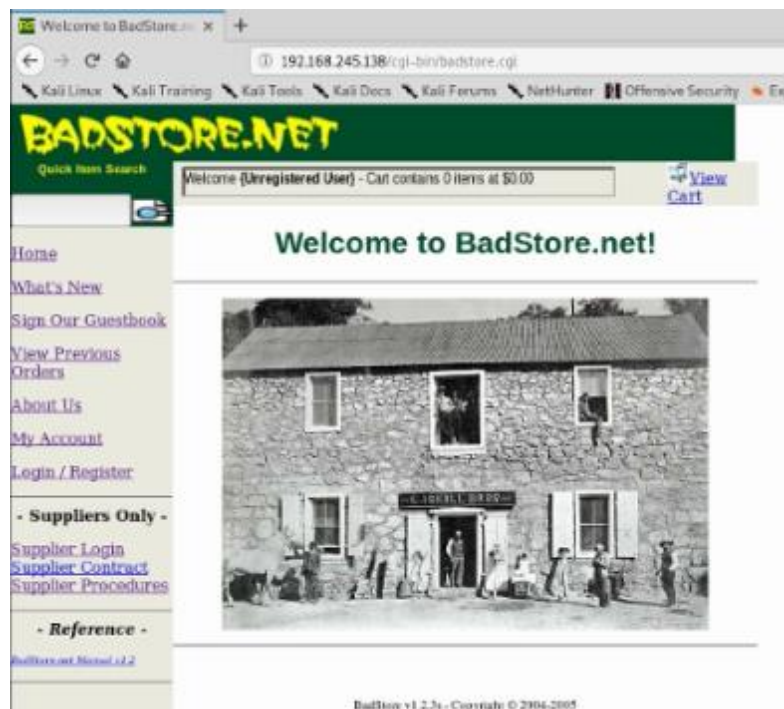 Welcome to BadStore.n
192.168.245.138/cgi-bin/badstore.cgi
Kali Linux Kali Training Kali Tools Kali Docs Kali Forums NetHunter Offensive Security Ex
BADSTORE.NET
Quick Item Search
Welcome {Unregistered User} - Cart contains 0 items at $0.00
View Cart
Welcome to BadStore.net!
Home
What's New
Sign Our Guestbook
View Previous
Orders
About Us
My Account
Login / Register
- Suppliers Only -
Supplier Login
Supplier Contract
Supplier Procedures
- Reference -
BadStore.net Manual v1.2
BadStore v1.2.3s - Copyright © 2004-2005